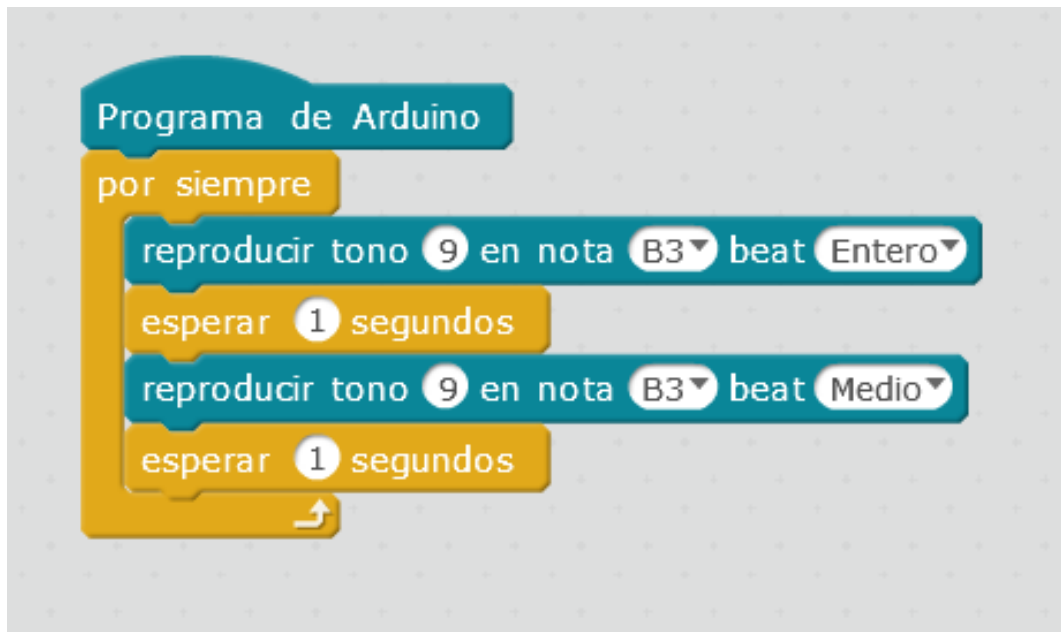 Programa de Arduino
por siempre
reproducir tono 9 en nota B3 beat Entero
esperar 1 segundos
reproducir tono 9 en nota B3 beat Medio
esperar 1 segundos